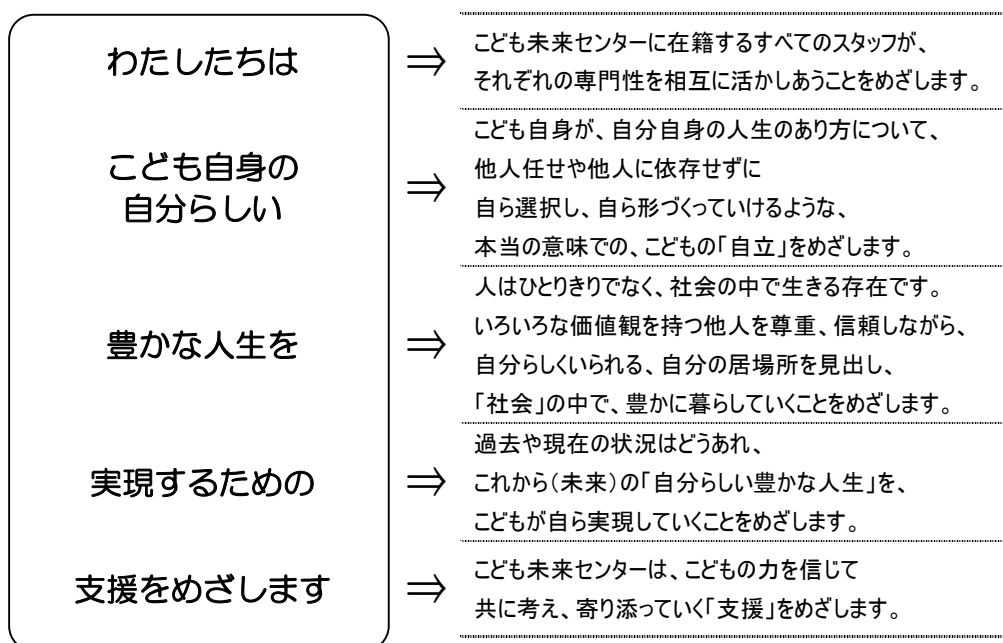 わたしたちは
⇒
こども未来センターに在籍するすべてのスタッフが、
それぞれの専門性を相互に活かしあうことをめざします。
こども自身の
自分らしい
⇒
こども自身が、自分自身の人生のあり方について、
他人任せや他人に依存せずに
自ら選択し、自ら形づくっていけるような、
本当の意味での、こどもの「自立」をめざします。
豊かな人生を
⇒
人はひとりきりでなく、社会の中で生きる存在です。
いろいろな価値観を持つ他人を尊重、信頼しながら、
自分らしくいられる、自分の居場所を見出し、
「社会」の中で、豊かに暮らしていくことをめざします。
実現するための
⇒
過去や現在の状況はどうあれ、
これから(未来)の「自分らしい豊かな人生」を、
こどもが自ら実現していくことをめざします。
支援をめざします
⇒
こども未来センターは、こどもの力を信じて
共に考え、寄り添っていく「支援」をめざします。